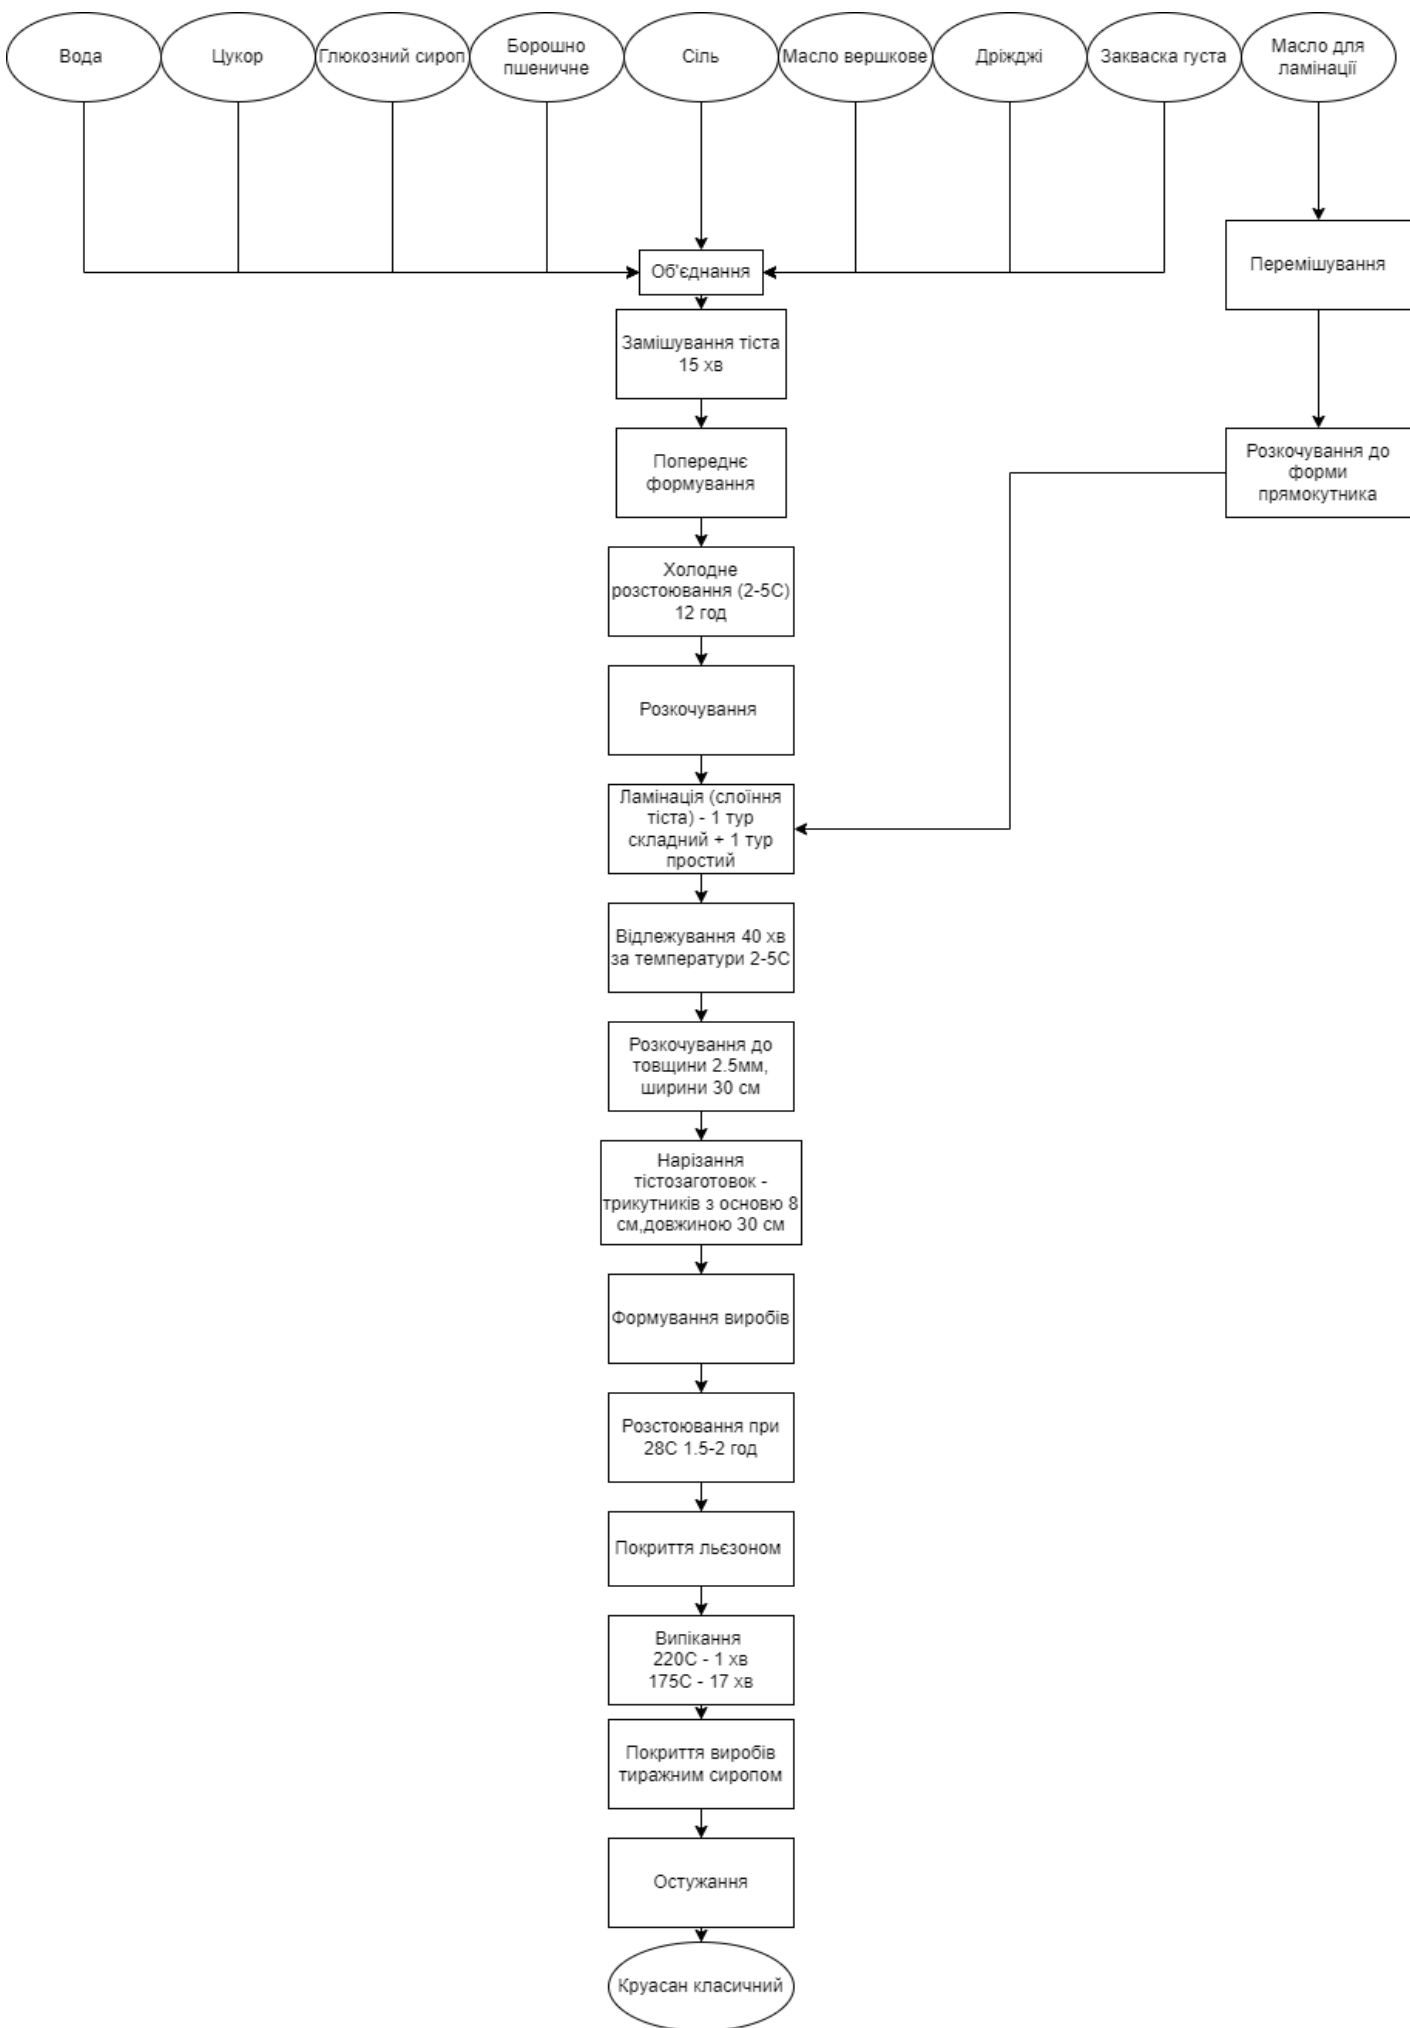 Вода
Цукор
Глюкозний сироп
Борошно
пшеничне
Сіль
Масло вершкове
Дріжджі
Закваска густа
Масло для
ламінації
Об'єднання
Перемішування
Замішування тіста
15 хв
Попереднє
формування
Розкочування до
форми
прямокутника
Холодне
розстоювання (2-5С)
12 год
Розкочування
Ламінація (слоїння
тіста) - 1 тур
складний + 1 тур
простий
Відлежування 40 хв
за температури 2-5С
Розкочування до
товщини 2.5мм,
ширини 30 см
Нарізання
тістозаготовок -
трикутників з основю 8
см,довжиною 30 см
Формування виробів
Розстоювання при
28С 1.5-2 год
Покриття льєзоном
Випікання
220С - 1 хв
175С - 17 хв
Покриття виробів
тиражним сиропом
Остужання
Круасан класичний